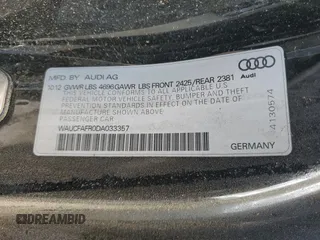 MFD. BY AUDI AG
Audi
10/12 GVWR LBS 4696GAWR LBS FRONT 2425/REAR 2381
THIS VEHICLE CONFORMS TO ALL APPLICABLE U.S.
FEDERAL MOTOR VEHICLE SAFETY, BUMPER AND THEFT
PREVENTION STANDARDS IN EFFECT ON THE DATE OF
MANUFACTURE SHOWN ABOVE.
PASSENGER CAR
WAUCFAFR0DA033357
4130574
GERMANY
DREAMBID